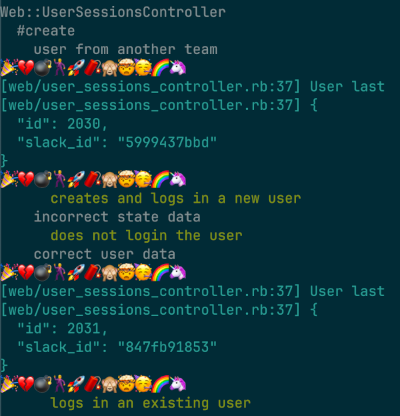 Web::UserSessionsController
#create
user from another team
🎉💔💣🕺🚀🧨🙈🤯🥳🌈🦄
[web/user_sessions_controller.rb:37] User last
[web/user_sessions_controller.rb:37] {
"id": 2030,
"slack_id": "5999437bbd"
}
🎉💔💣🕺🚀🧨🙈🤯🥳🌈🦄
creates and logs in a new user
incorrect state data
does not login the user
correct user data
🎉💔💣🕺🚀🧨🙈🤯🥳🌈🦄
[web/user_sessions_controller.rb:37] User last
[web/user_sessions_controller.rb:37] {
"id": 2031,
"slack_id": "847fb91853"
}
🎉💔💣🕺🚀🧨🙈🤯🥳🌈🦄
logs in an existing user